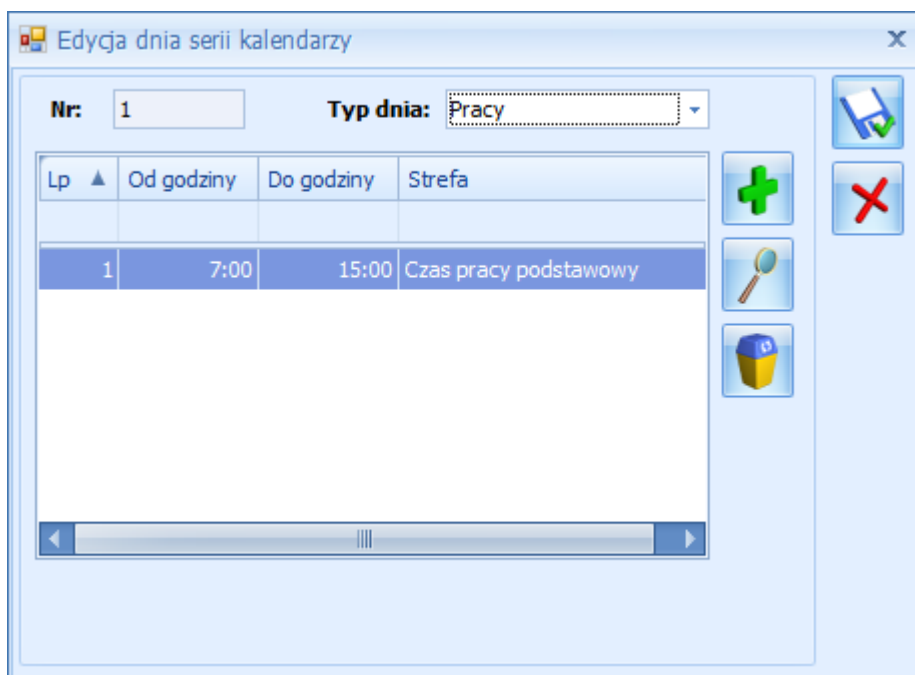 Edycja dnia serii kalendarzy
Nr: 1 Typ dnia: Pracy
Lp Od godziny Do godziny Strefa
1 7:00 15:00 Czas pracy podstawowy